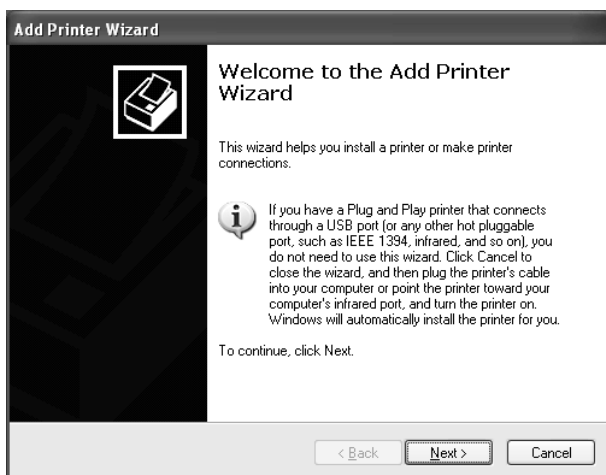 Add Printer Wizard
Welcome to the Add Printer
Wizard
This wizard helps you install a printer or make printer
connections.
If you have a Plug and Play printer that connects
through a USB port (or any other hot pluggable
port, such as IEEE 1394, infrared, and so on), you
do not need to use this wizard. Click Cancel to
close the wizard, and then plug the printer's cable
into your computer or point the printer toward your
computer's infrared port, and turn the printer on.
Windows will automatically install the printer for you.
To continue, click Next.
< Back Next > Cancel